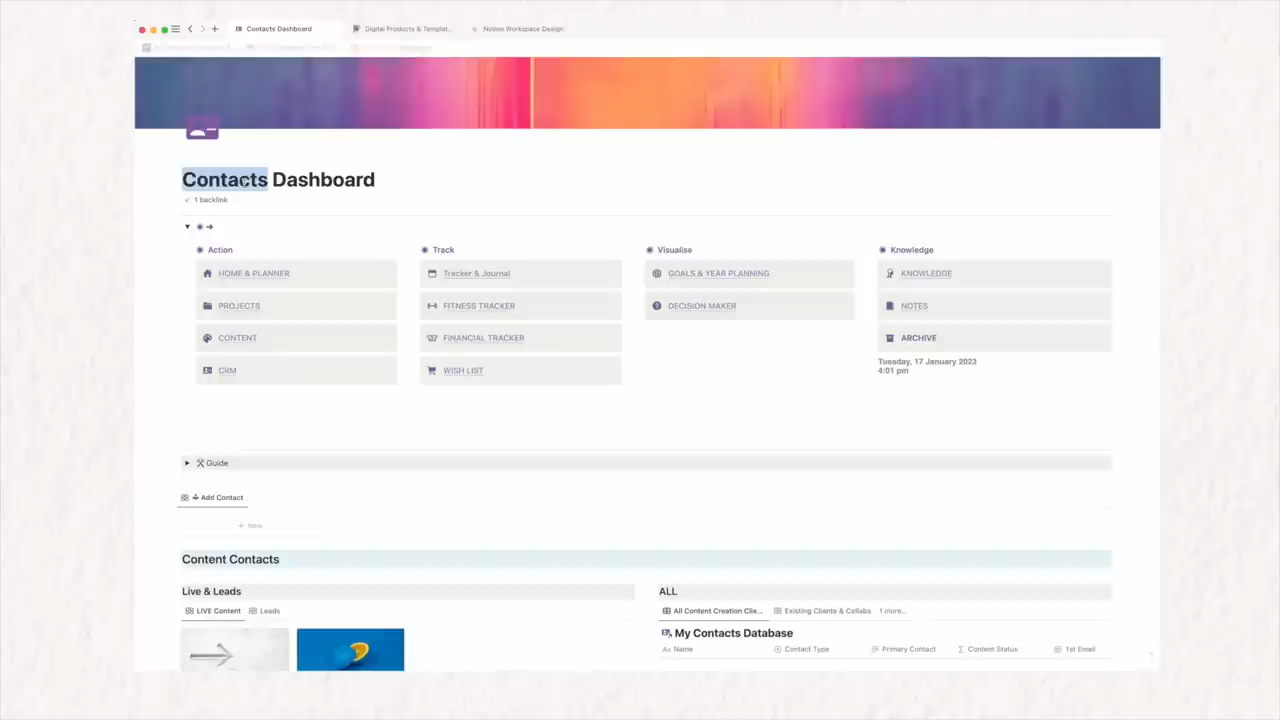 Contacts Dashboard
Digital Products & Templat...
Notion Workspace Design
Contacts Dashboard
1 backlink
Action
Track
Visualise
Knowledge
HOME & PLANNER
Tracker & Journal
GOALS & YEAR PLANNING
KNOWLEDGE
PROJECTS
FITNESS TRACKER
DECISION MAKER
NOTES
CONTENT
FINANCIAL TRACKER
ARCHIVE
Tuesday, 17 January 2023
4:01 pm
CRM
WISH LIST
Guide
Add Contact
+ New
Content Contacts
Live & Leads
ALL
LIVE Content
Leads
All Content Creation Clie...
Existing Clients & Collabs
1 more...
My Contacts Database
Aa Name
Contact Type
Primary Contact
Content Status
1st Email